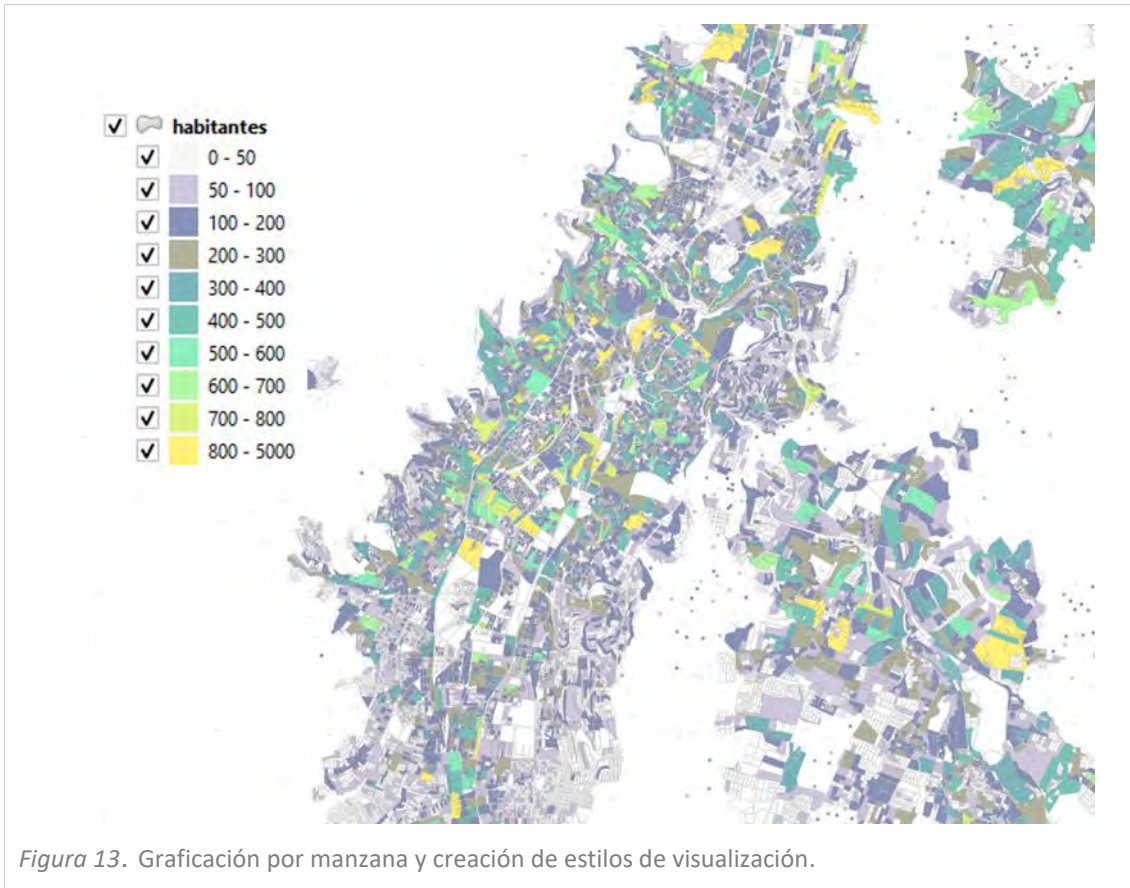 habitantes
0 - 50
50 - 100
100 - 200
200 - 300
300 - 400
400 - 500
500 - 600
600 - 700
700 - 800
800 - 5000
Figura 13. Graficación por manzana y creación de estilos de visualización.